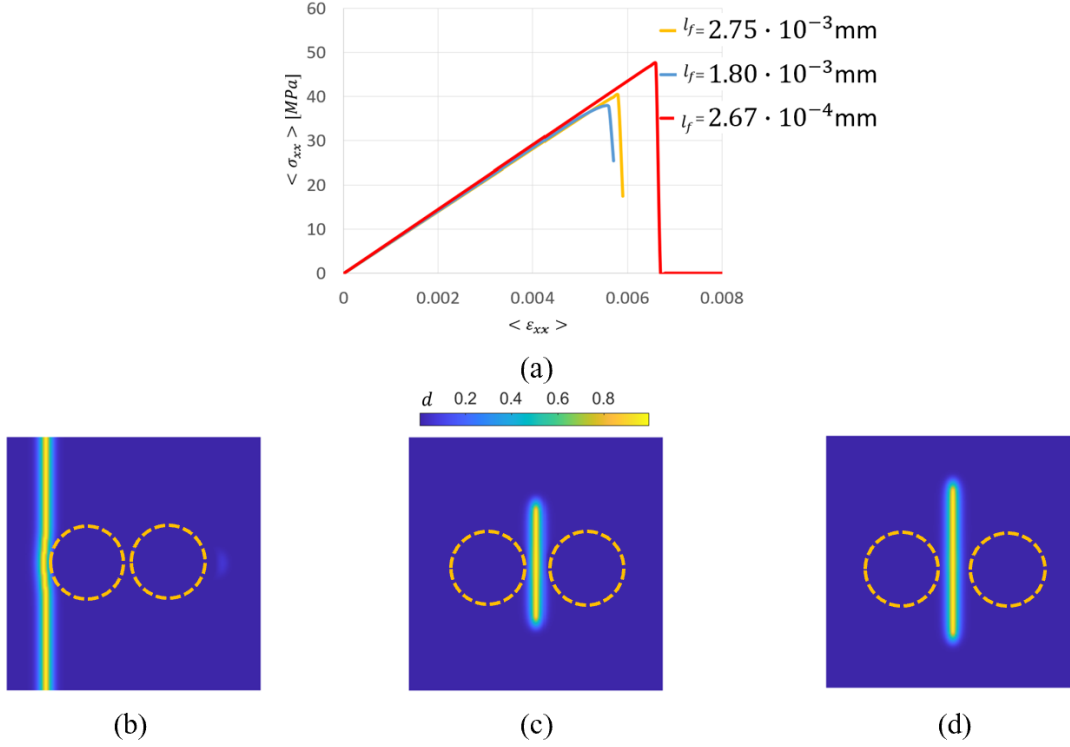 60
50
40
30
20
10
0
< σxx > [MPa]
0 0.002 0.004 0.006 0.008
< εxx >
lf= 2.75 · 10⁻³mm
lf= 1.80 · 10⁻³mm
lf= 2.67 · 10⁻⁴mm
(a)
d 0.2 0.4 0.6 0.8
(b) (c) (d)